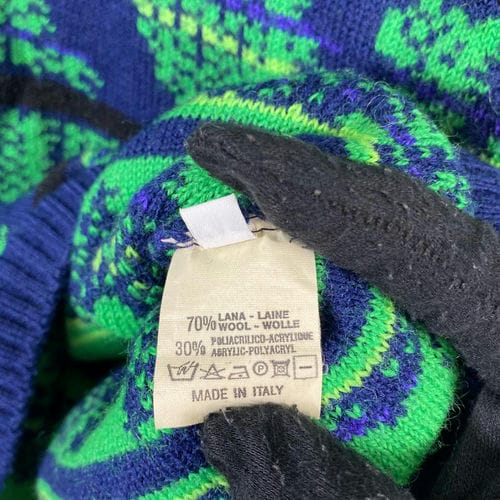 70% LANA - LAINE
WOOL - WOLLE
30% POLIACRILICO-ACRYLIQUE
ACRYLIC-POLYACRYL
MADE IN ITALY